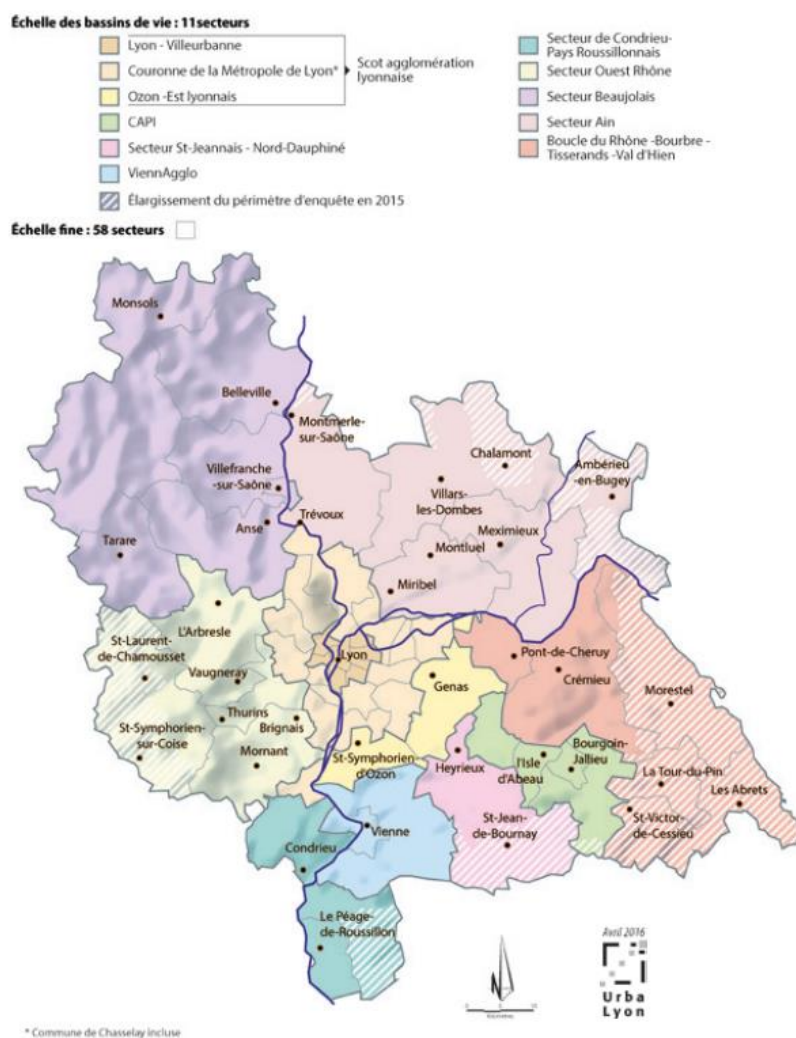 Échelle des bassins de vie : 11secteurs
Lyon - Villeurbanne
Couronne de la Métropole de Lyon*
Ozon -Est lyonnais
Scot agglomération
lyonnaise
CAPI
Secteur St-Jeannais - Nord-Dauphiné
ViennAgglo
Élargissement du périmètre d'enquête en 2015
Secteur de Condrieu-
Pays Roussillonnais
Secteur Ouest Rhône
Secteur Beaujolais
Secteur Ain
Boucle du Rhône -Bourbre -
Tisserands -Val d'Hien
Échelle fine : 58 secteurs
Monsols
Belleville
Montmerle-
sur-Saône
Chalamont
Ambérieu
-en-Bugey
Villefranche
-sur-Saône
Villars-
les-Dombes
Trévoux
Anse
Meximieux
Tarare
Montluel
Miribel
L'Arbresle
St-Laurent-
de-Chamousset
Lyon
Pont-de-Cheruy
Vaugneray
Crémieu
Genas
Morestel
Thurins
Brignais
St-Symphorien-
sur-Coise
Mornant
St-Symphorien-
d'Ozon
Heyrieux
l'Isle
d'Abeau
Bourgoin-
Jallieu
La Tour-du-Pin
Les Abrets
St-Victor-
de-Cessieu
Vienne
St-Jean-
de-Bournay
Condrieu
Le Péage-
de-Roussillon
Avril 2016
N
Urba
Lyon
* Commune de Chasselay incluse